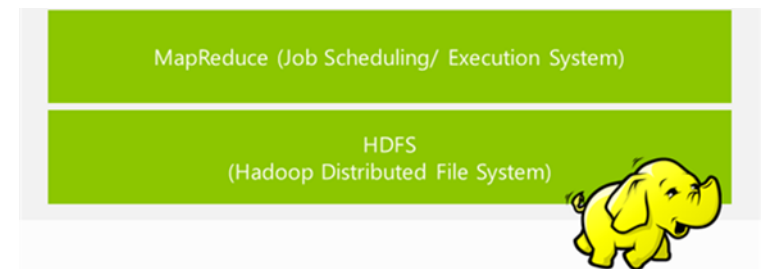 MapReduce (Job Scheduling/ Execution System)
HDFS
(Hadoop Distributed File System)